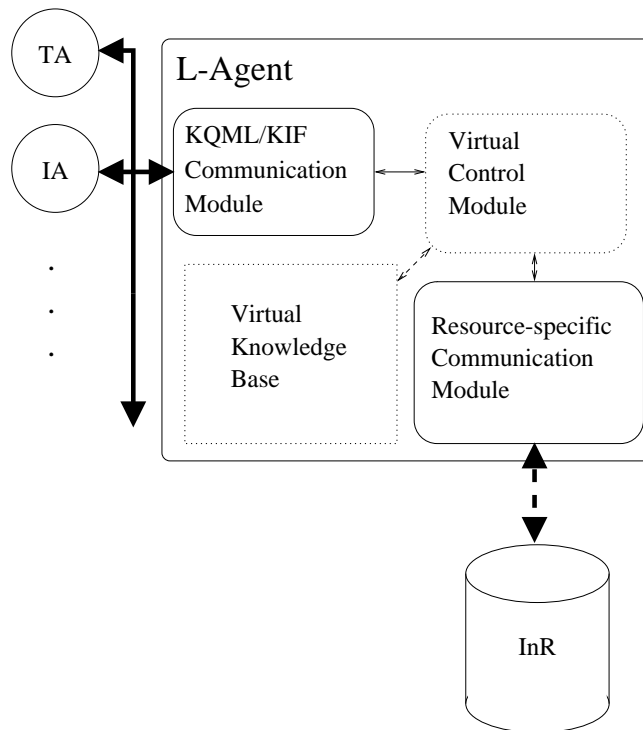 TA
L-Agent
KQML/KIF
Communication
Module
Virtual
Control
Module
IA
Virtual
Knowledge
Base
Resource-specific
Communication
Module
InR